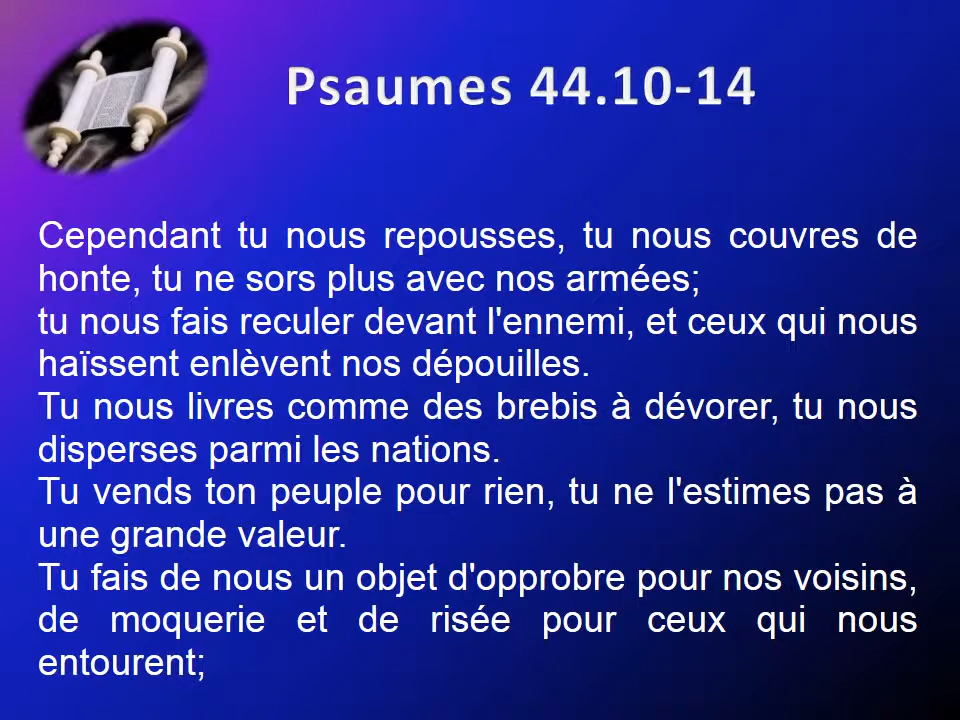 Psaumes 44.10-14
Cependant tu nous repousses, tu nous couvres de
honte, tu ne sors plus avec nos armées;
tu nous fais reculer devant l'ennemi, et ceux qui nous
haïssent enlèvent nos dépouilles.
Tu nous livres comme des brebis à dévorer, tu nous
disperses parmi les nations.
Tu vends ton peuple pour rien, tu ne l'estimes pas à
une grande valeur.
Tu fais de nous un objet d'opprobre pour nos voisins,
de moquerie et de risée pour ceux qui nous
entourent;